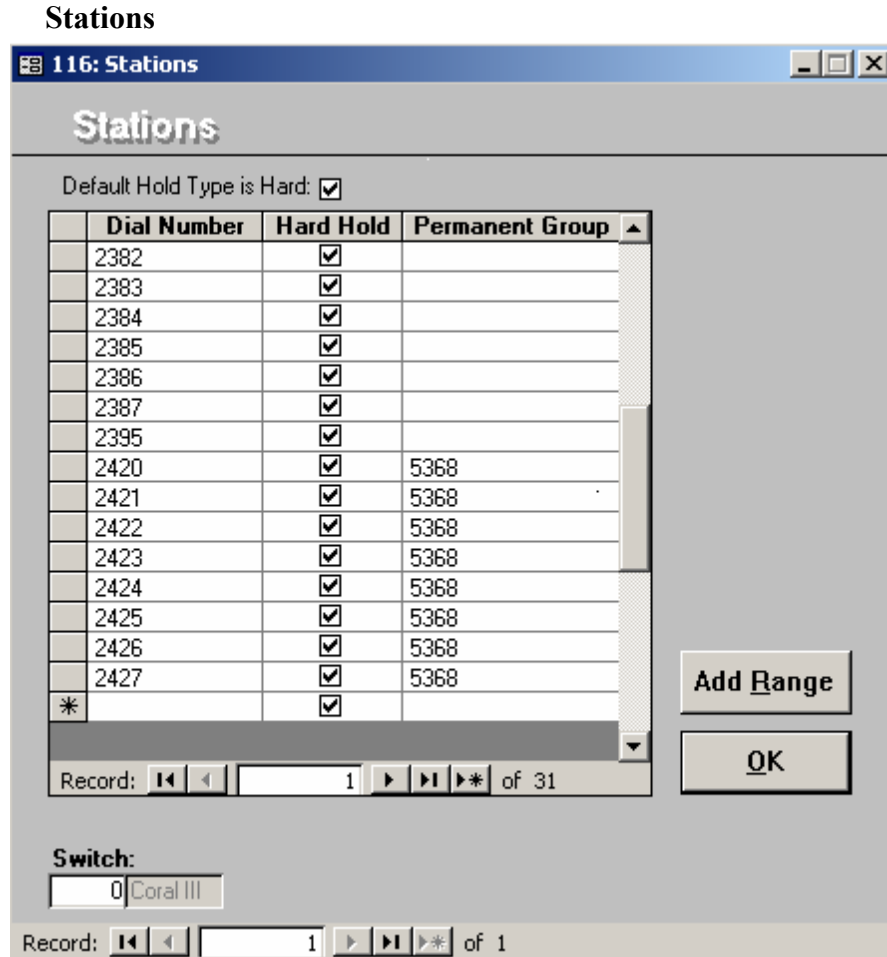 Stations
116: Stations
Stations
Default Hold Type is Hard:
Dial Number Hard Hold Permanent Group
2382
2383
2384
2385
2386
2387
2395
2420 5368
2421 5368
2422 5368
2423 5368
2424 5368
2425 5368
2426 5368
2427 5368
Add Range
OK
Record: 1 of 31
Switch:
0 Coral III
Record: 1 of 1